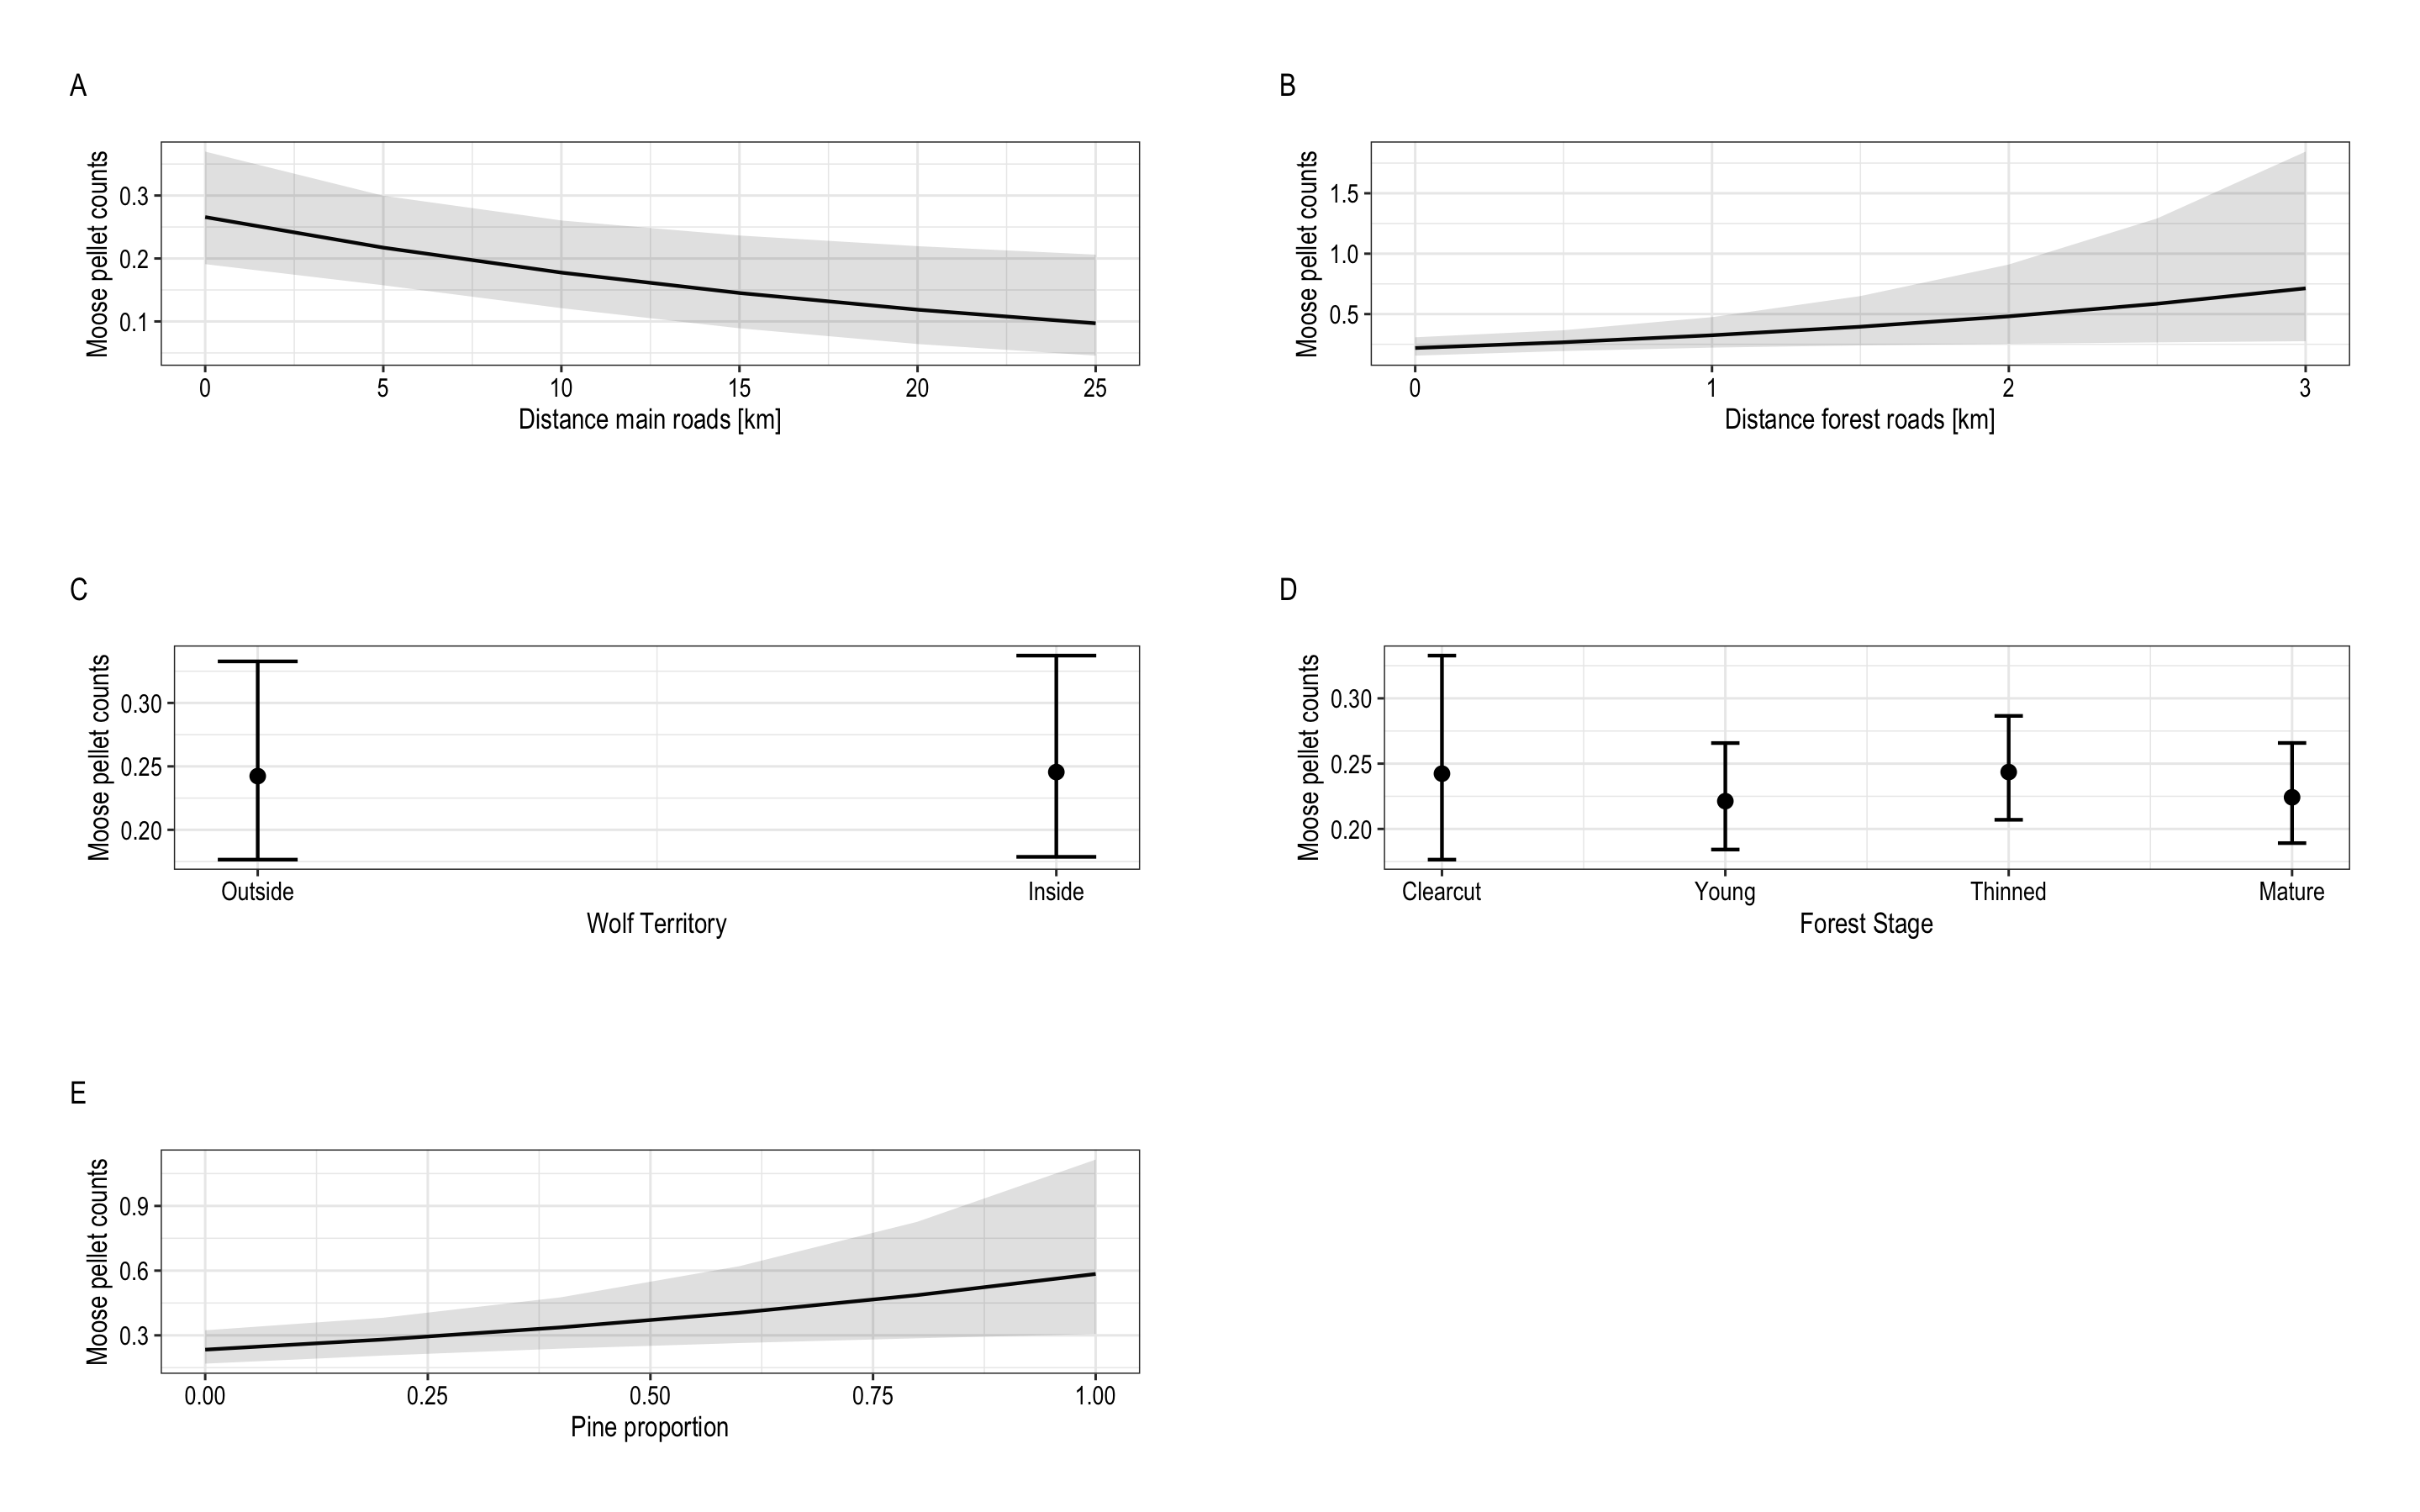 A
Moose pellet counts
0.3
0.2
0.1
0 5 10 15 20 25
Distance main roads [km]
B
Moose pellet counts
1.5
1.0
0.5
0 1 2 3
Distance forest roads [km]
C
Moose pellet counts
0.30
0.25
0.20
Outside Inside
Wolf Territory
D
Moose pellet counts
0.30
0.25
0.20
Clearcut Young Thinned Mature
Forest Stage
E
Moose pellet counts
0.9
0.6
0.3
0.00 0.25 0.50 0.75 1.00
Pine proportion